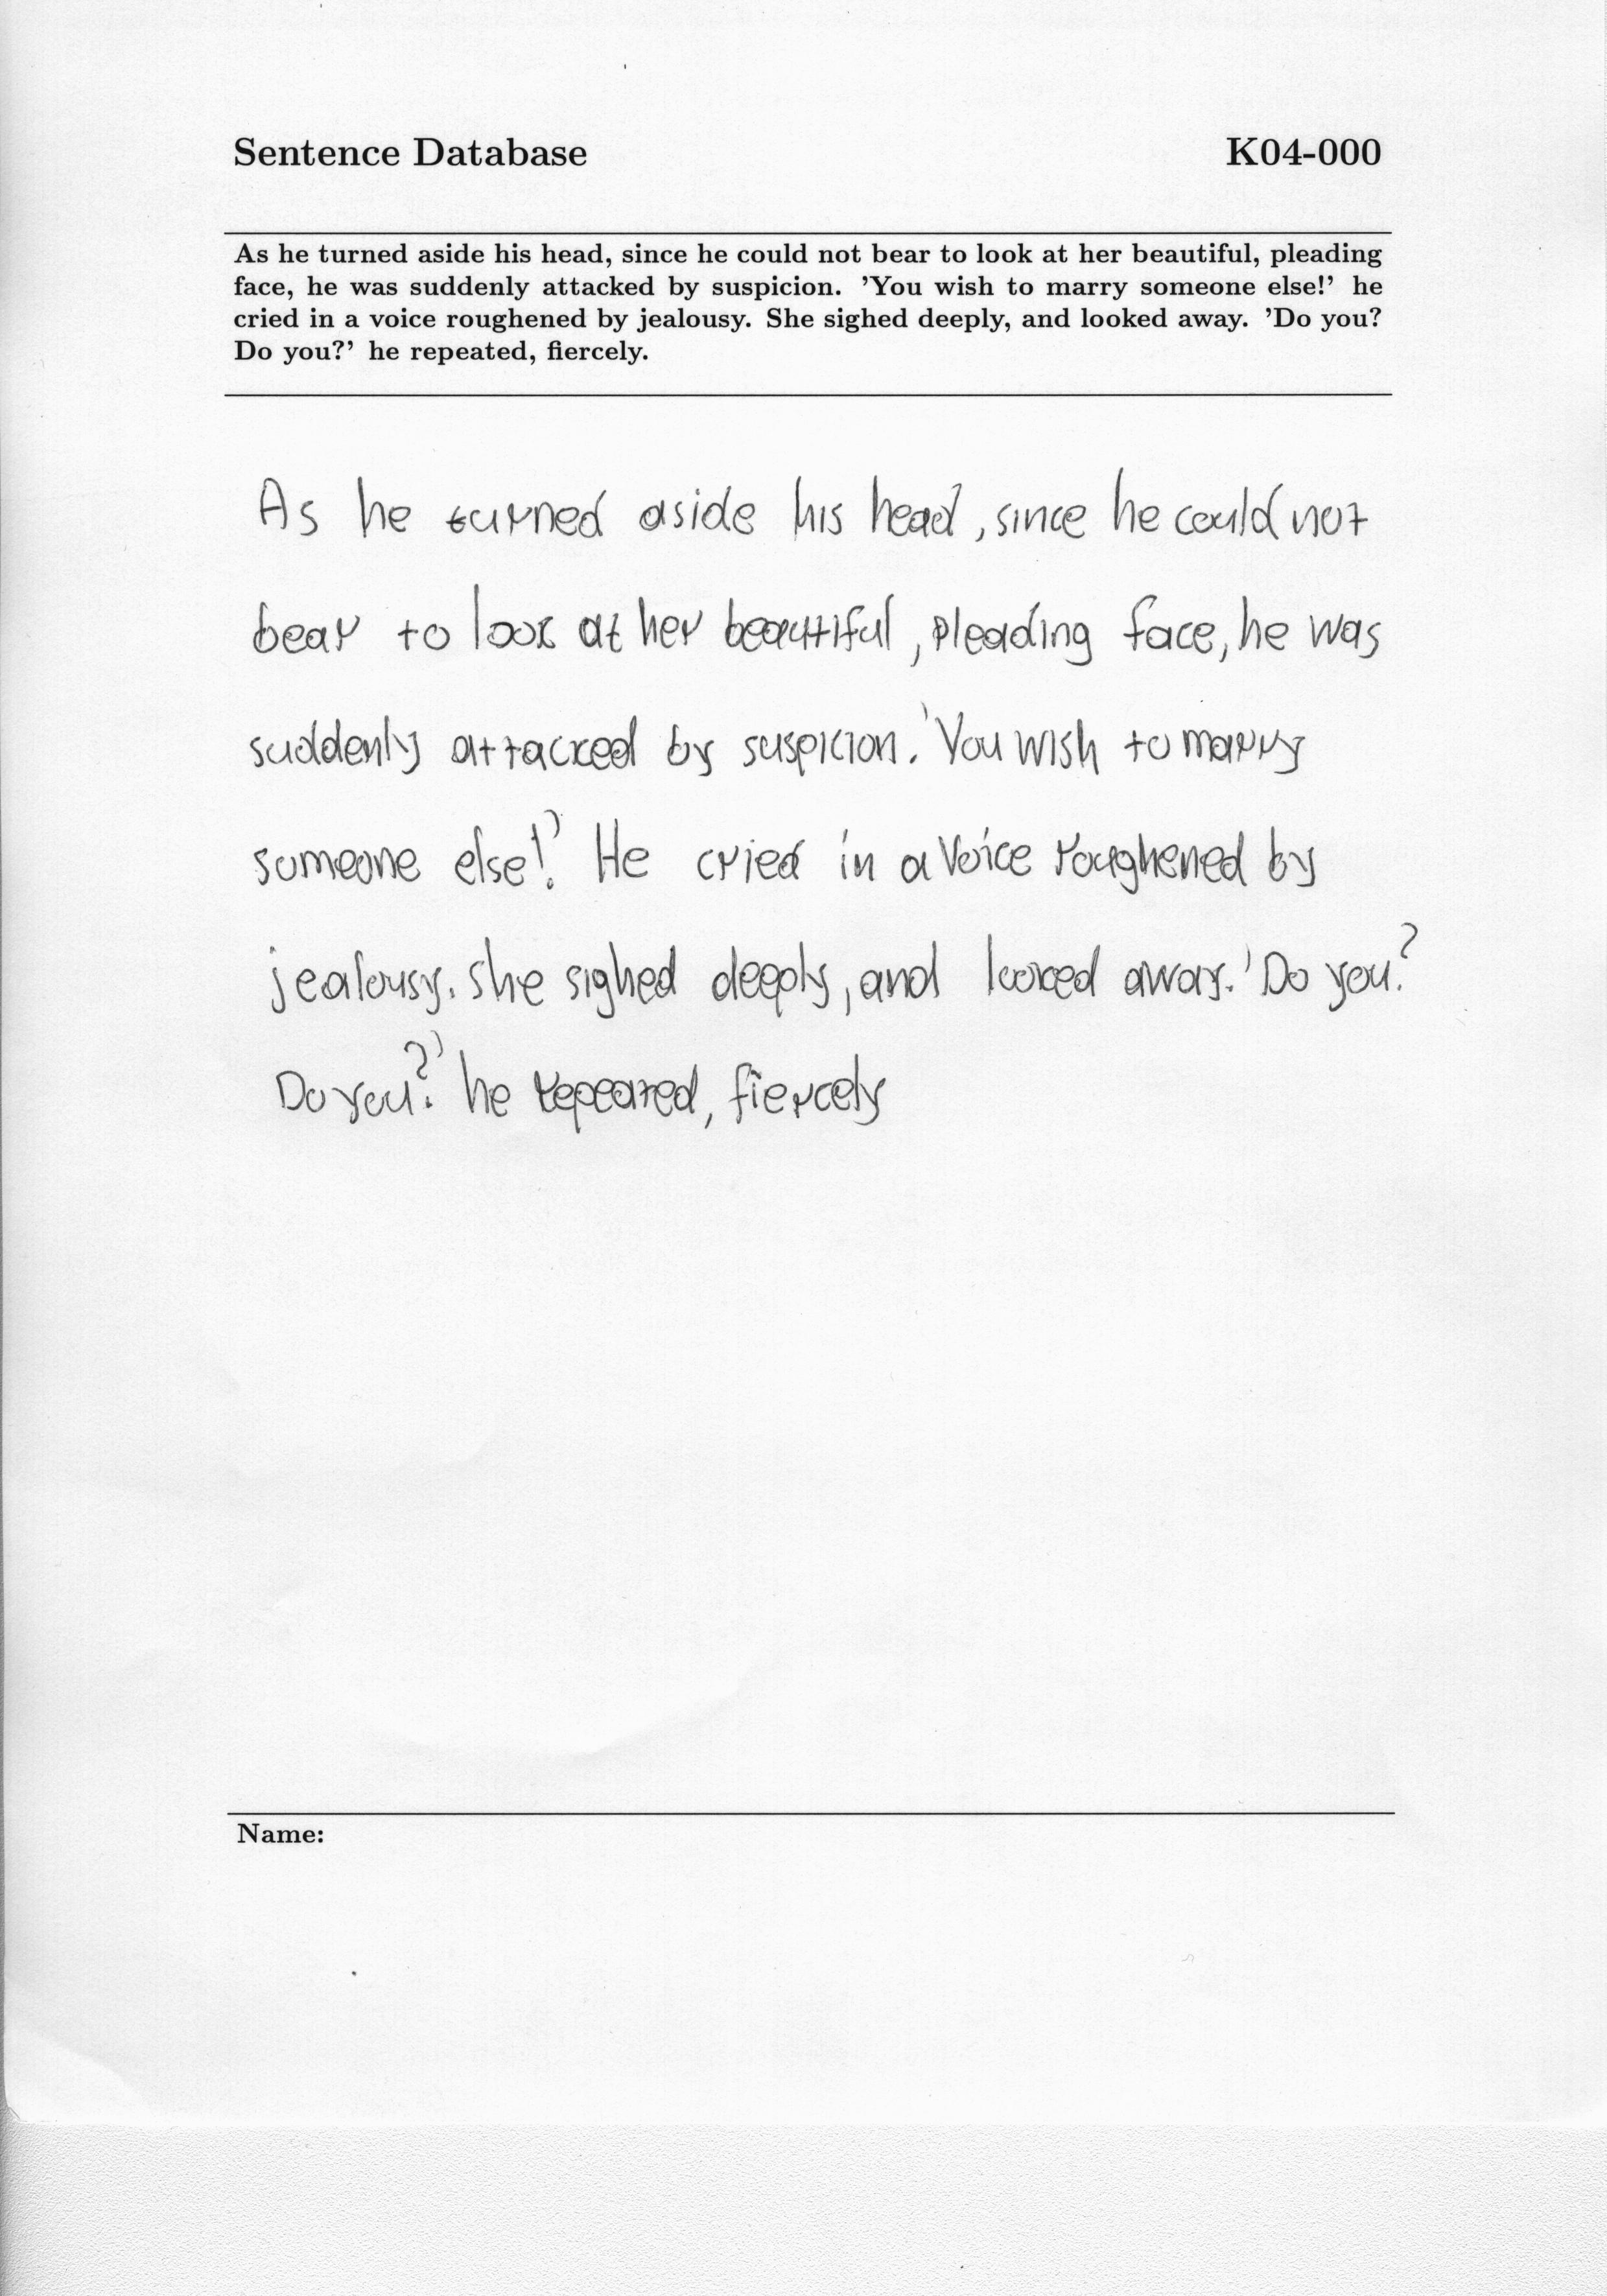 Sentence Database K04-000
As he turned aside his head, since he could not bear to look at her beautiful, pleading
face, he was suddenly attacked by suspicion. 'You wish to marry someone else!' he
cried in a voice roughened by jealousy. She sighed deeply, and looked away. 'Do you?
Do you?' he repeated, fiercely.
As he turned aside his head, since he could not
bear to look at her beautiful, pleading face, he was
suddenly attacked by suspicion. 'You wish to marry
someone else!' He cried in a voice roughened by
jealousy. she sighed deeply, and looked away. 'Do you?
Do you?' he repeated, fiercely
Name: